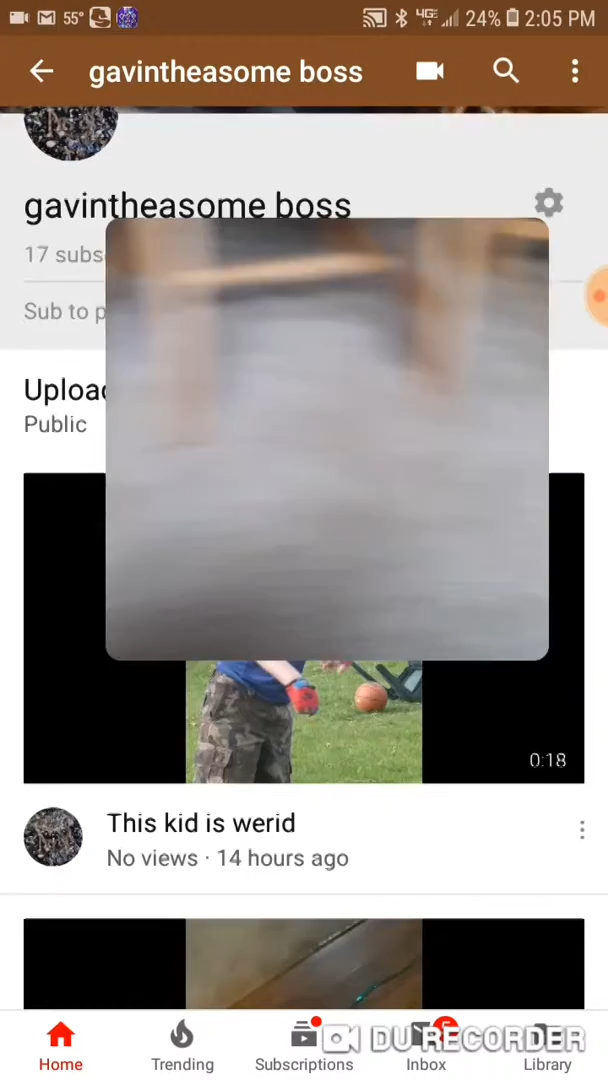 55° 4GE 24% 2:05 PM
gavintheasome boss
gavintheasome boss
17 subs
Sub to p
Uploa
Public
0:18
This kid is werid
No views · 14 hours ago
Home Trending Subscriptions Inbox Library
DU RECORDER